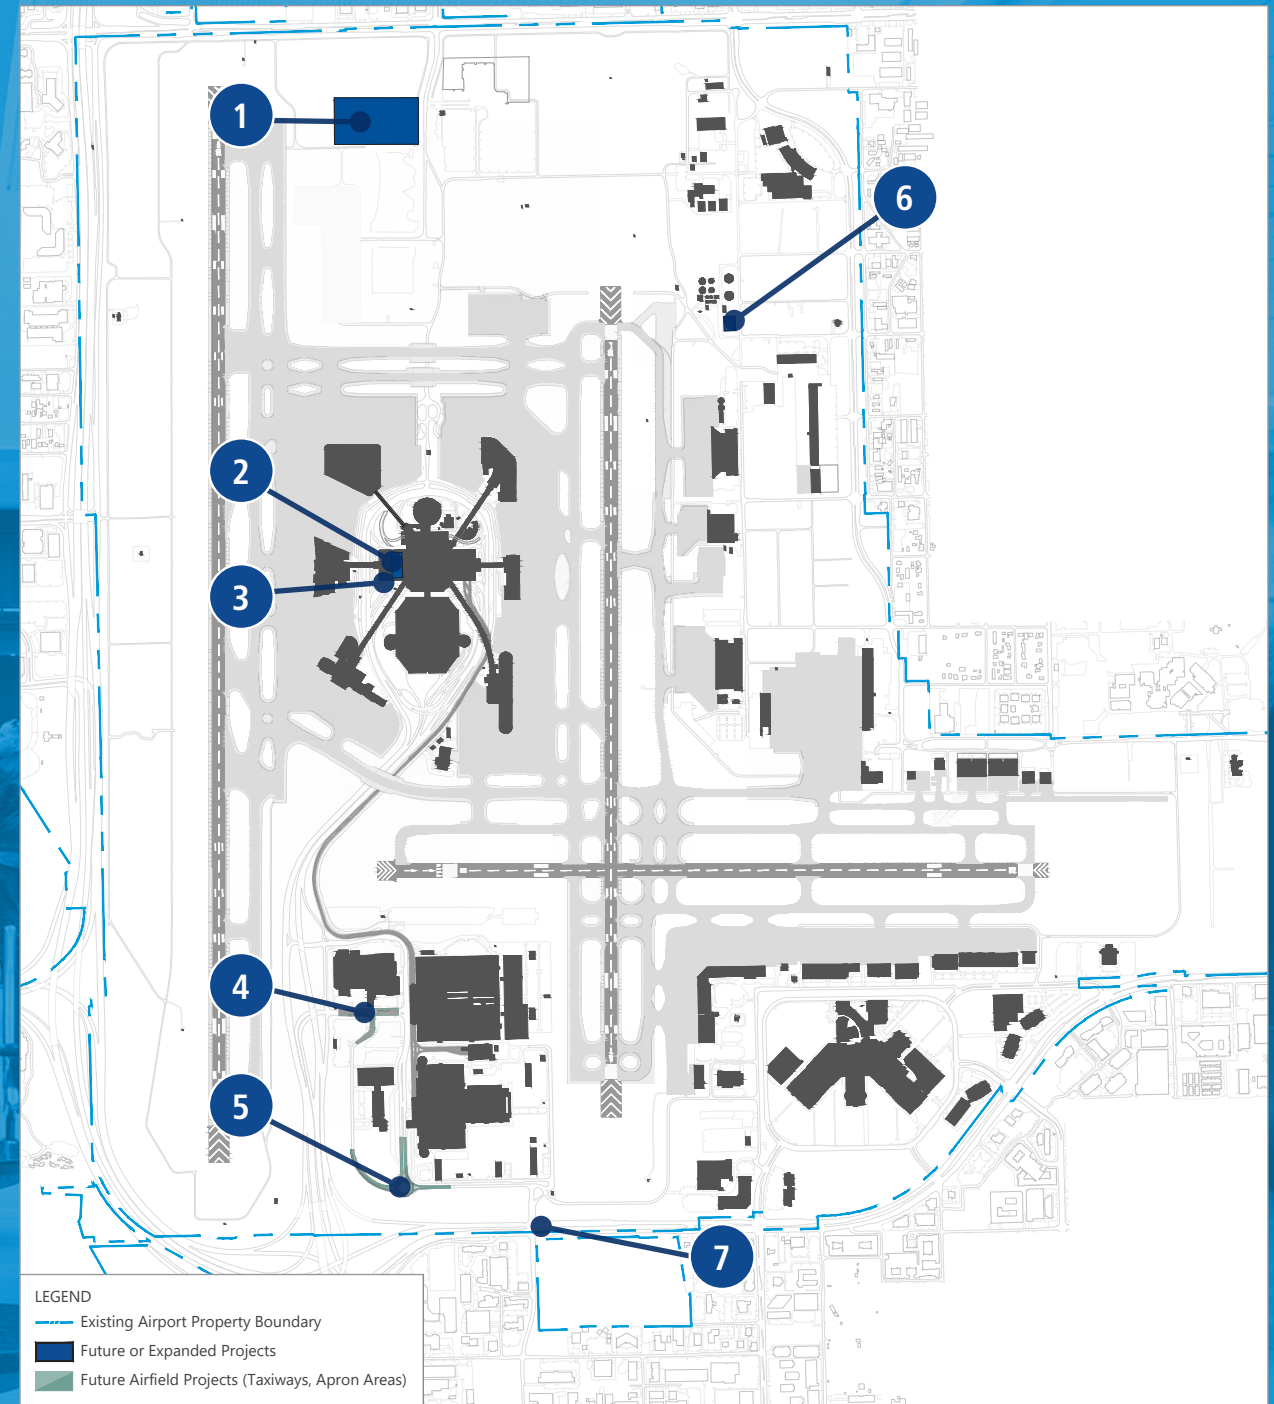 1
6
2
3
4
5
7
LEGEND
Existing Airport Property Boundary
Future or Expanded Projects
Future Airfield Projects (Taxiways, Apron Areas)